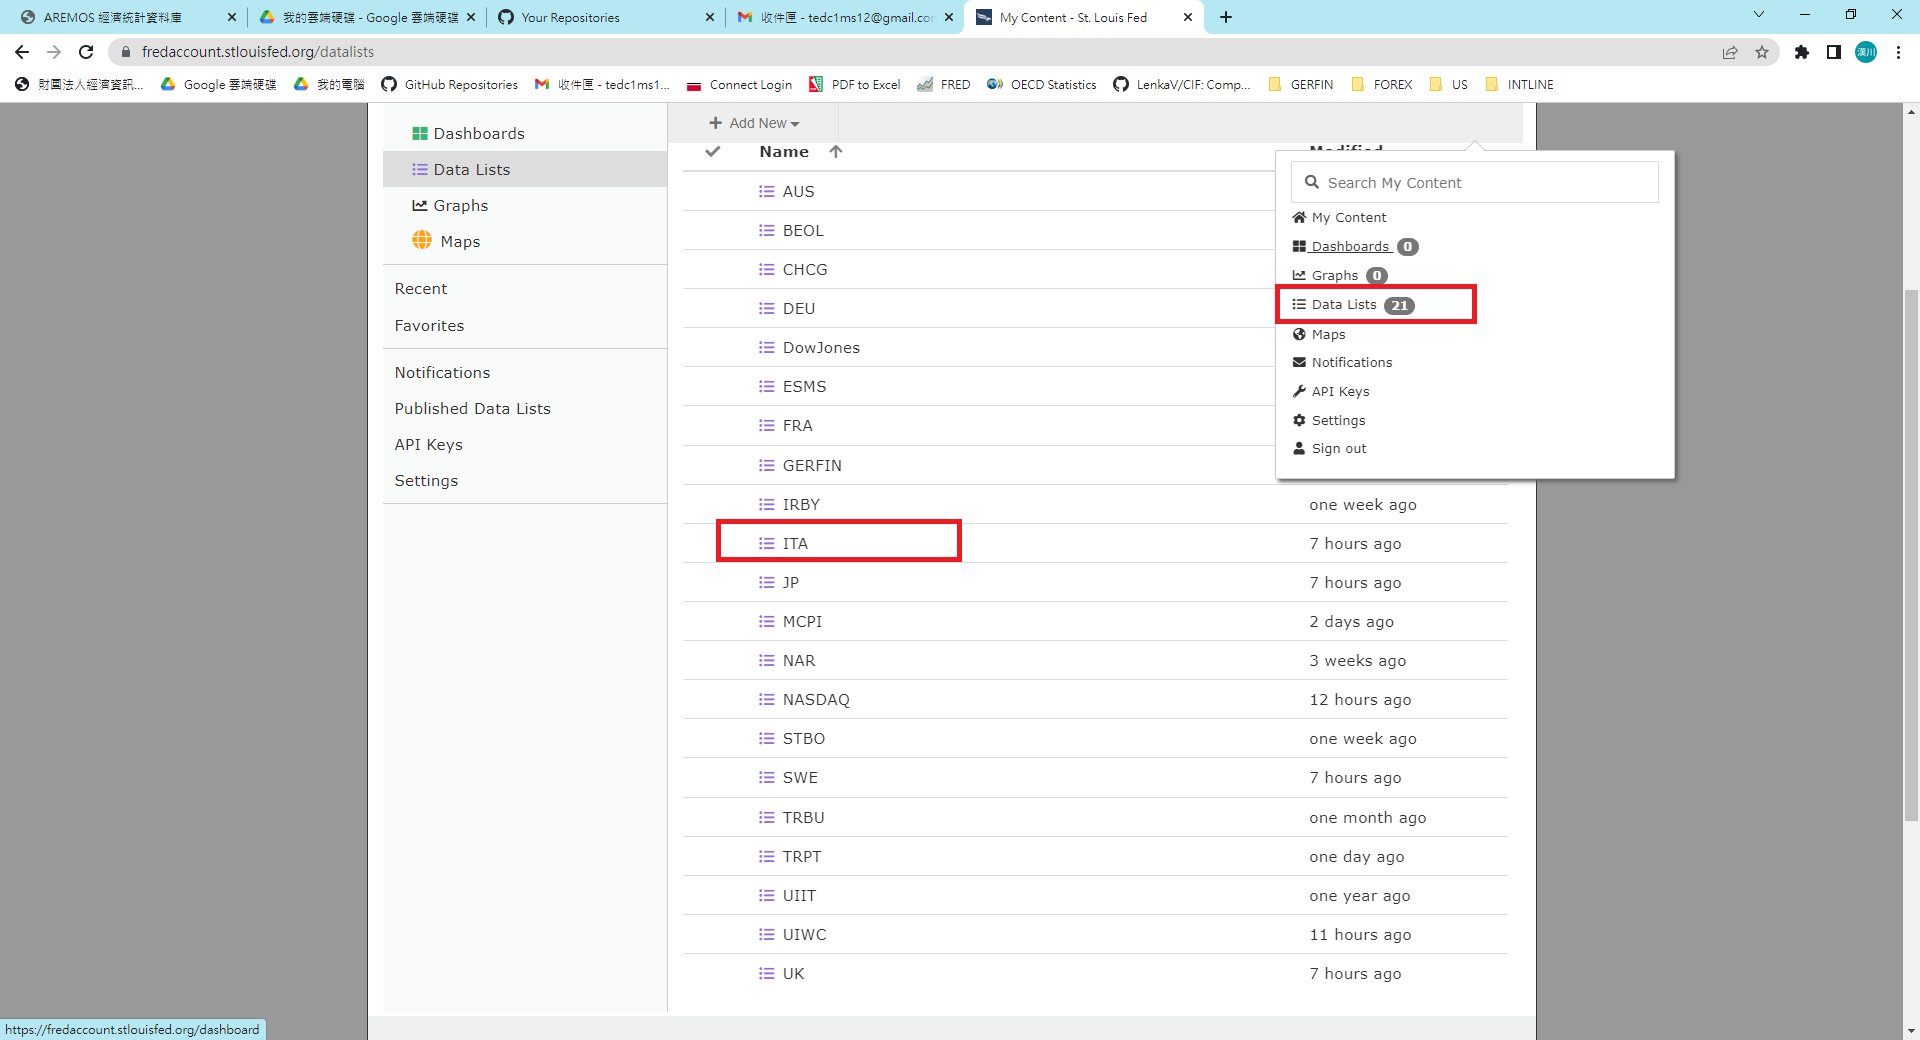 AREMOS 經濟統計資料庫
我的雲端硬碟 - Google 雲端硬碟
Your Repositories
收件匣 - tedc1ms12@gmail.cor
My Content - St. Louis Fed
fredaccount.stlouisfed.org/datalists
漢川
財團法人經濟資訊...
Google 雲端硬碟
我的電腦
GitHub Repositories
收件匣 - tedc1ms1...
Connect Login
PDF to Excel
FRED
OECD Statistics
LenkaV/CIF: Comp...
GERFIN
FOREX
US
INTLINE
Dashboards
Data Lists
Graphs
Maps
Recent
Favorites
Notifications
Published Data Lists
API Keys
Settings
Add New
Name
Modified
AUS
BEOL
CHCG
DEU
DowJones
ESMS
FRA
GERFIN
IRBY one week ago
ITA 7 hours ago
JP 7 hours ago
MCPI 2 days ago
NAR 3 weeks ago
NASDAQ 12 hours ago
STBO one week ago
SWE 7 hours ago
TRBU one month ago
TRPT one day ago
UIIT one year ago
UIWC 11 hours ago
UK 7 hours ago
Search My Content
My Content
Dashboards 0
Graphs 0
Data Lists 21
Maps
Notifications
API Keys
Settings
Sign out
https://fredaccount.stlouisfed.org/dashboard